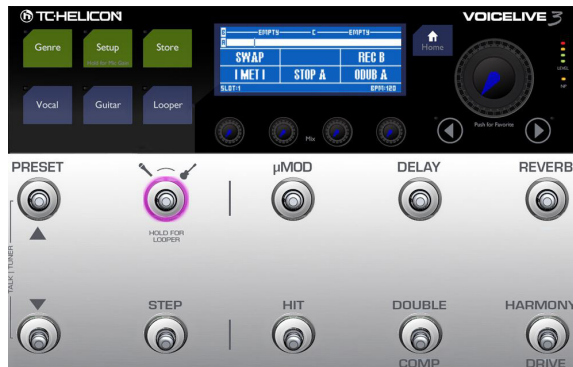 TC·HELICON
VOICELIVE 3
Genre
Setup
Hold for Mic Gain
Store
Vocal
Guitar
Looper
EMPTY
C
EMPTY
SWAP
REC B
I MET I
STOP A
ODUB A
SLOT:1
BPM:120
Home
LEVEL
HP
Mix
Push for Favorite
PRESET
HOLD FOR
LOOPER
µMOD
DELAY
REVERB
TALK | TUNER
STEP
HIT
DOUBLE
HARMONY
COMP
DRIVE